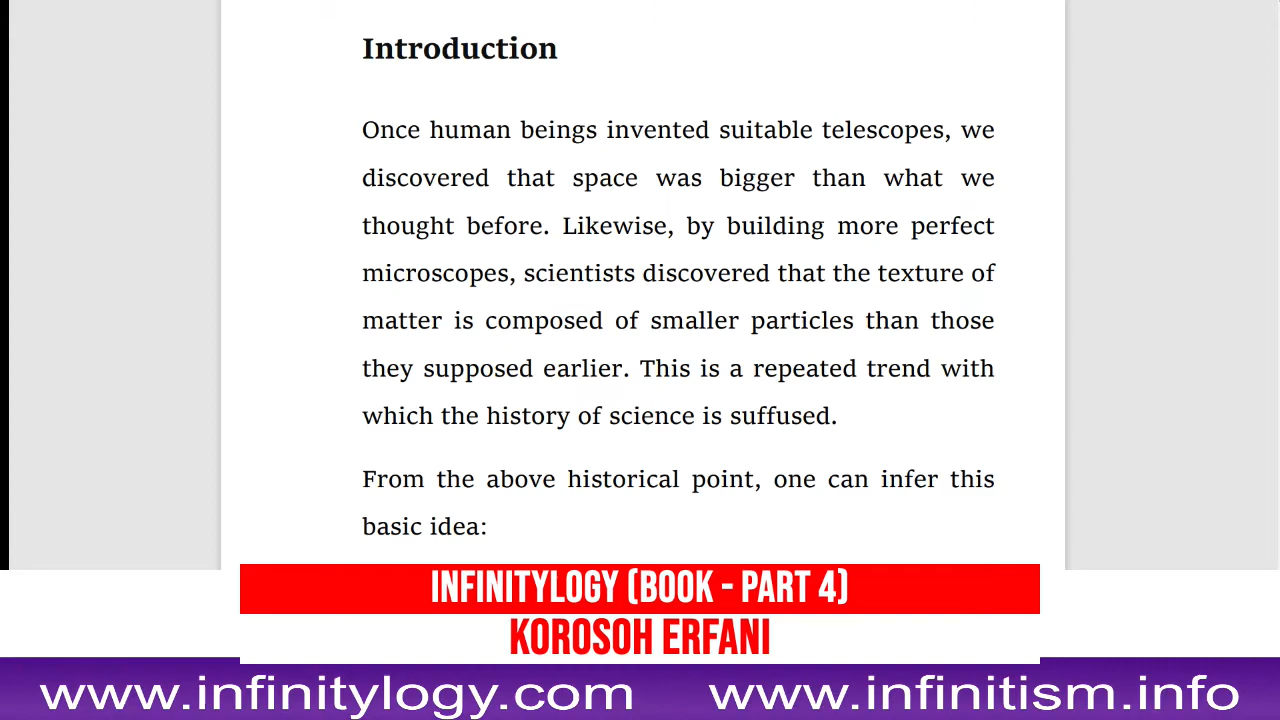 Introduction
Once human beings invented suitable telescopes, we
discovered that space was bigger than what we
thought before. Likewise, by building more perfect
microscopes, scientists discovered that the texture of
matter is composed of smaller particles than those
they supposed earlier. This is a repeated trend with
which the history of science is suffused.
From the above historical point, one can infer this
basic idea:
INFINITYLOGY (BOOK - PART 4)
KOROSOH ERFANI
www.infinitylogy.com www.infinitism.info